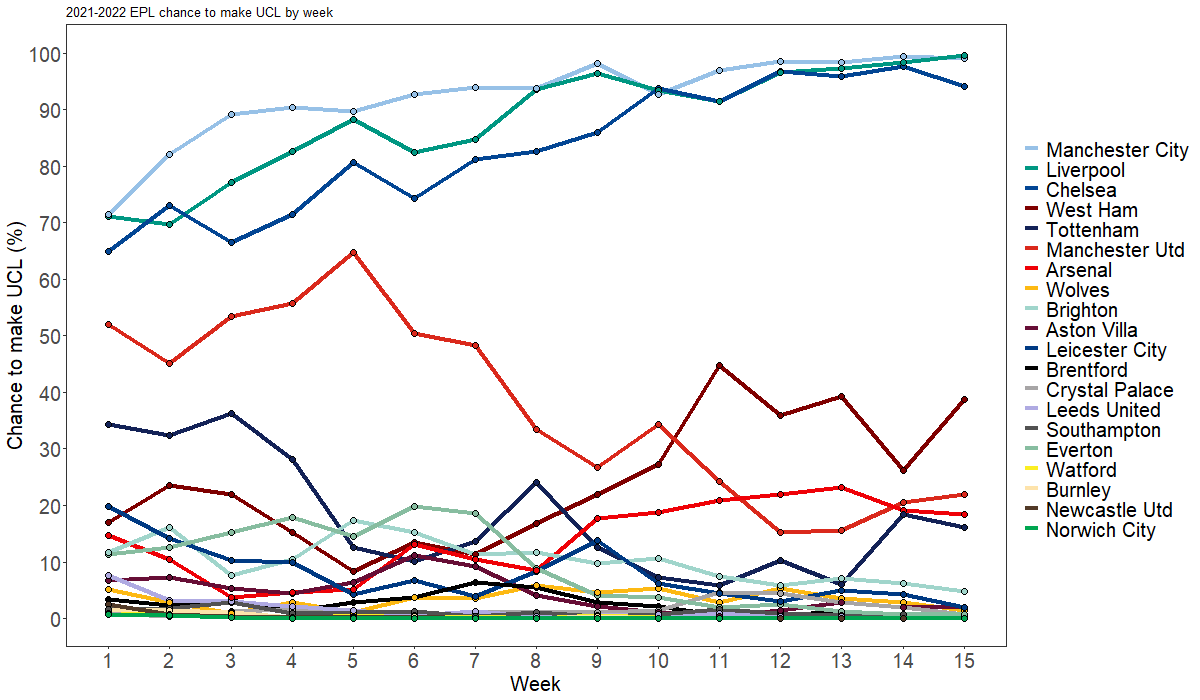 2021-2022 EPL chance to make UCL by week
Chance to make UCL (%)
100
90
80
70
60
50
40
30
20
10
0
1 2 3 4 5 6 7 8 9 10 11 12 13 14 15
Week
Manchester City
Liverpool
Chelsea
West Ham
Tottenham
Manchester Utd
Arsenal
Wolves
Brighton
Aston Villa
Leicester City
Brentford
Crystal Palace
Leeds United
Southampton
Everton
Watford
Burnley
Newcastle Utd
Norwich City